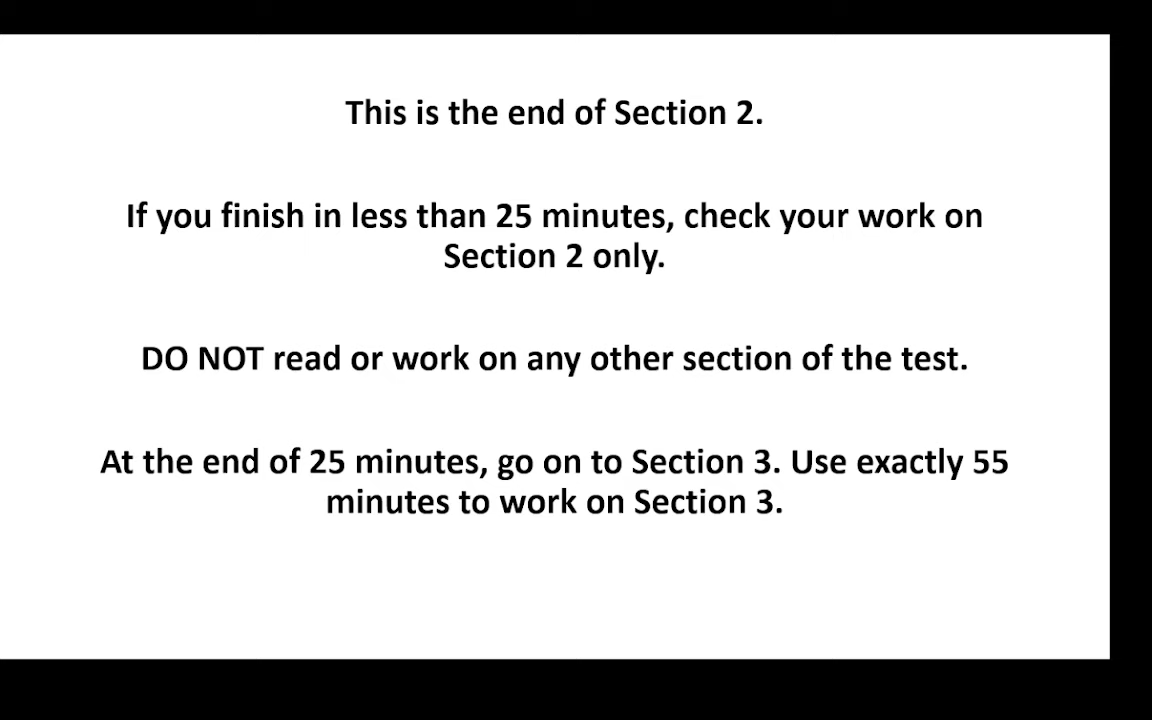 This is the end of Section 2.
If you finish in less than 25 minutes, check your work on
Section 2 only.
DO NOT read or work on any other section of the test.
At the end of 25 minutes, go on to Section 3. Use exactly 55
minutes to work on Section 3.